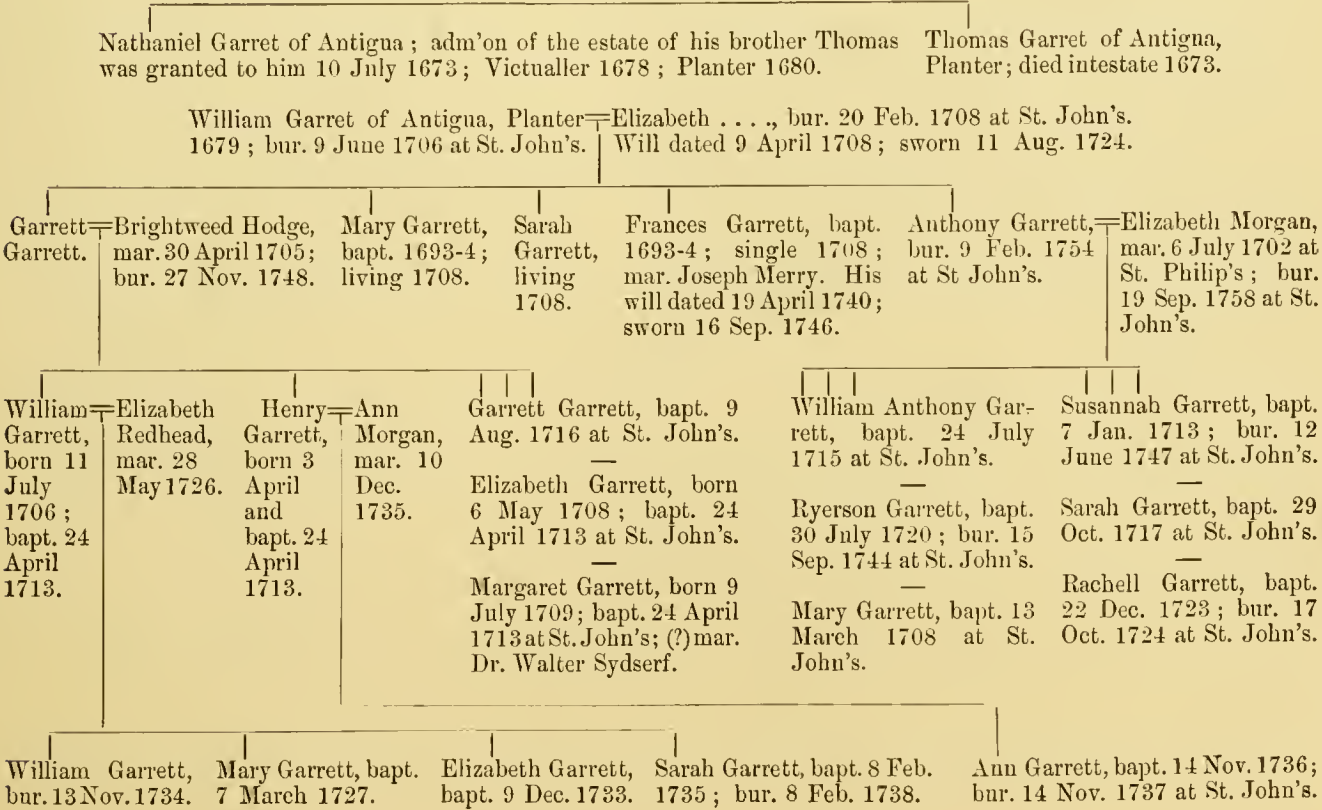 Nathaniel Garret of Antigua ; adm'on of the estate of his brother Thomas
was granted to him 10 July 1673 ; Victualler 1678 ; Planter 1680.
Thomas Garret of Antigua,
Planter; died intestate 1673.
William Garret of Antigua, Planter
1679 ; bur. 9 June 1706 at St. John's.
Elizabeth . . . ., bur. 20 Feb. 1708 at St. John's.
Will dated 9 April 1708 ; sworn 11 Aug. 1724.
Garrett
Garrett.
Brightweed Hodge,
mar. 30 April 1705;
bur. 27 Nov. 1748.
Mary Garrett,
bapt. 1693-4;
living 1708.
Sarah
Garrett,
living
1708.
Frances Garrett, bapt.
1693-4 ; single 1708 ;
mar. Joseph Merry. His
will dated 19 April 1740;
sworn 16 Sep. 1746.
Anthony Garrett,
bur. 9 Feb. 1754
at St John's.
Elizabeth Morgan,
mar. 6 July 1702 at
St. Philip's ; bur.
19 Sep. 1758 at St.
John's.
William
Garrett,
born 11
July
1706 ;
bapt. 24
April
1713.
Elizabeth
Redhead,
mar. 28
May 1726.
Henry
Garrett,
born 3
April
and
bapt. 24
April
1713.
Ann
Morgan,
mar. 10
Dec.
1735.
Garrett Garrett, bapt. 9
Aug. 1716 at St. John's.
—
Elizabeth Garrett, born
6 May 1708 ; bapt. 24
April 1713 at St. John's.
—
Margaret Garrett, born 9
July 1709; bapt. 24 April
1713 at St. John's; (?) mar.
Dr. Walter Sydserf.
William Anthony Gar-
rett, bapt. 24 July
1715 at St. John's.
—
Ryerson Garrett, bapt.
30 July 1720 ; bur. 15
Sep. 1744 at St. John's.
—
Mary Garrett, bapt. 13
March 1708 at St.
John's.
Susannah Garrett, bapt.
7 Jan. 1713 ; bur. 12
June 1747 at St. John's.
—
Sarah Garrett, bapt. 29
Oct. 1717 at St. John's.
—
Rachell Garrett, bapt.
22 Dec. 1723 ; bur. 17
Oct. 1724 at St. John's.
William Garrett,
bur. 13 Nov. 1734.
Mary Garrett, bapt.
7 March 1727.
Elizabeth Garrett,
bapt. 9 Dec. 1733.
Sarah Garrett, bapt. 8 Feb.
1735 ; bur. 8 Feb. 1738.
Ann Garrett, bapt. 14 Nov. 1736;
bur. 14 Nov. 1737 at St. John's.